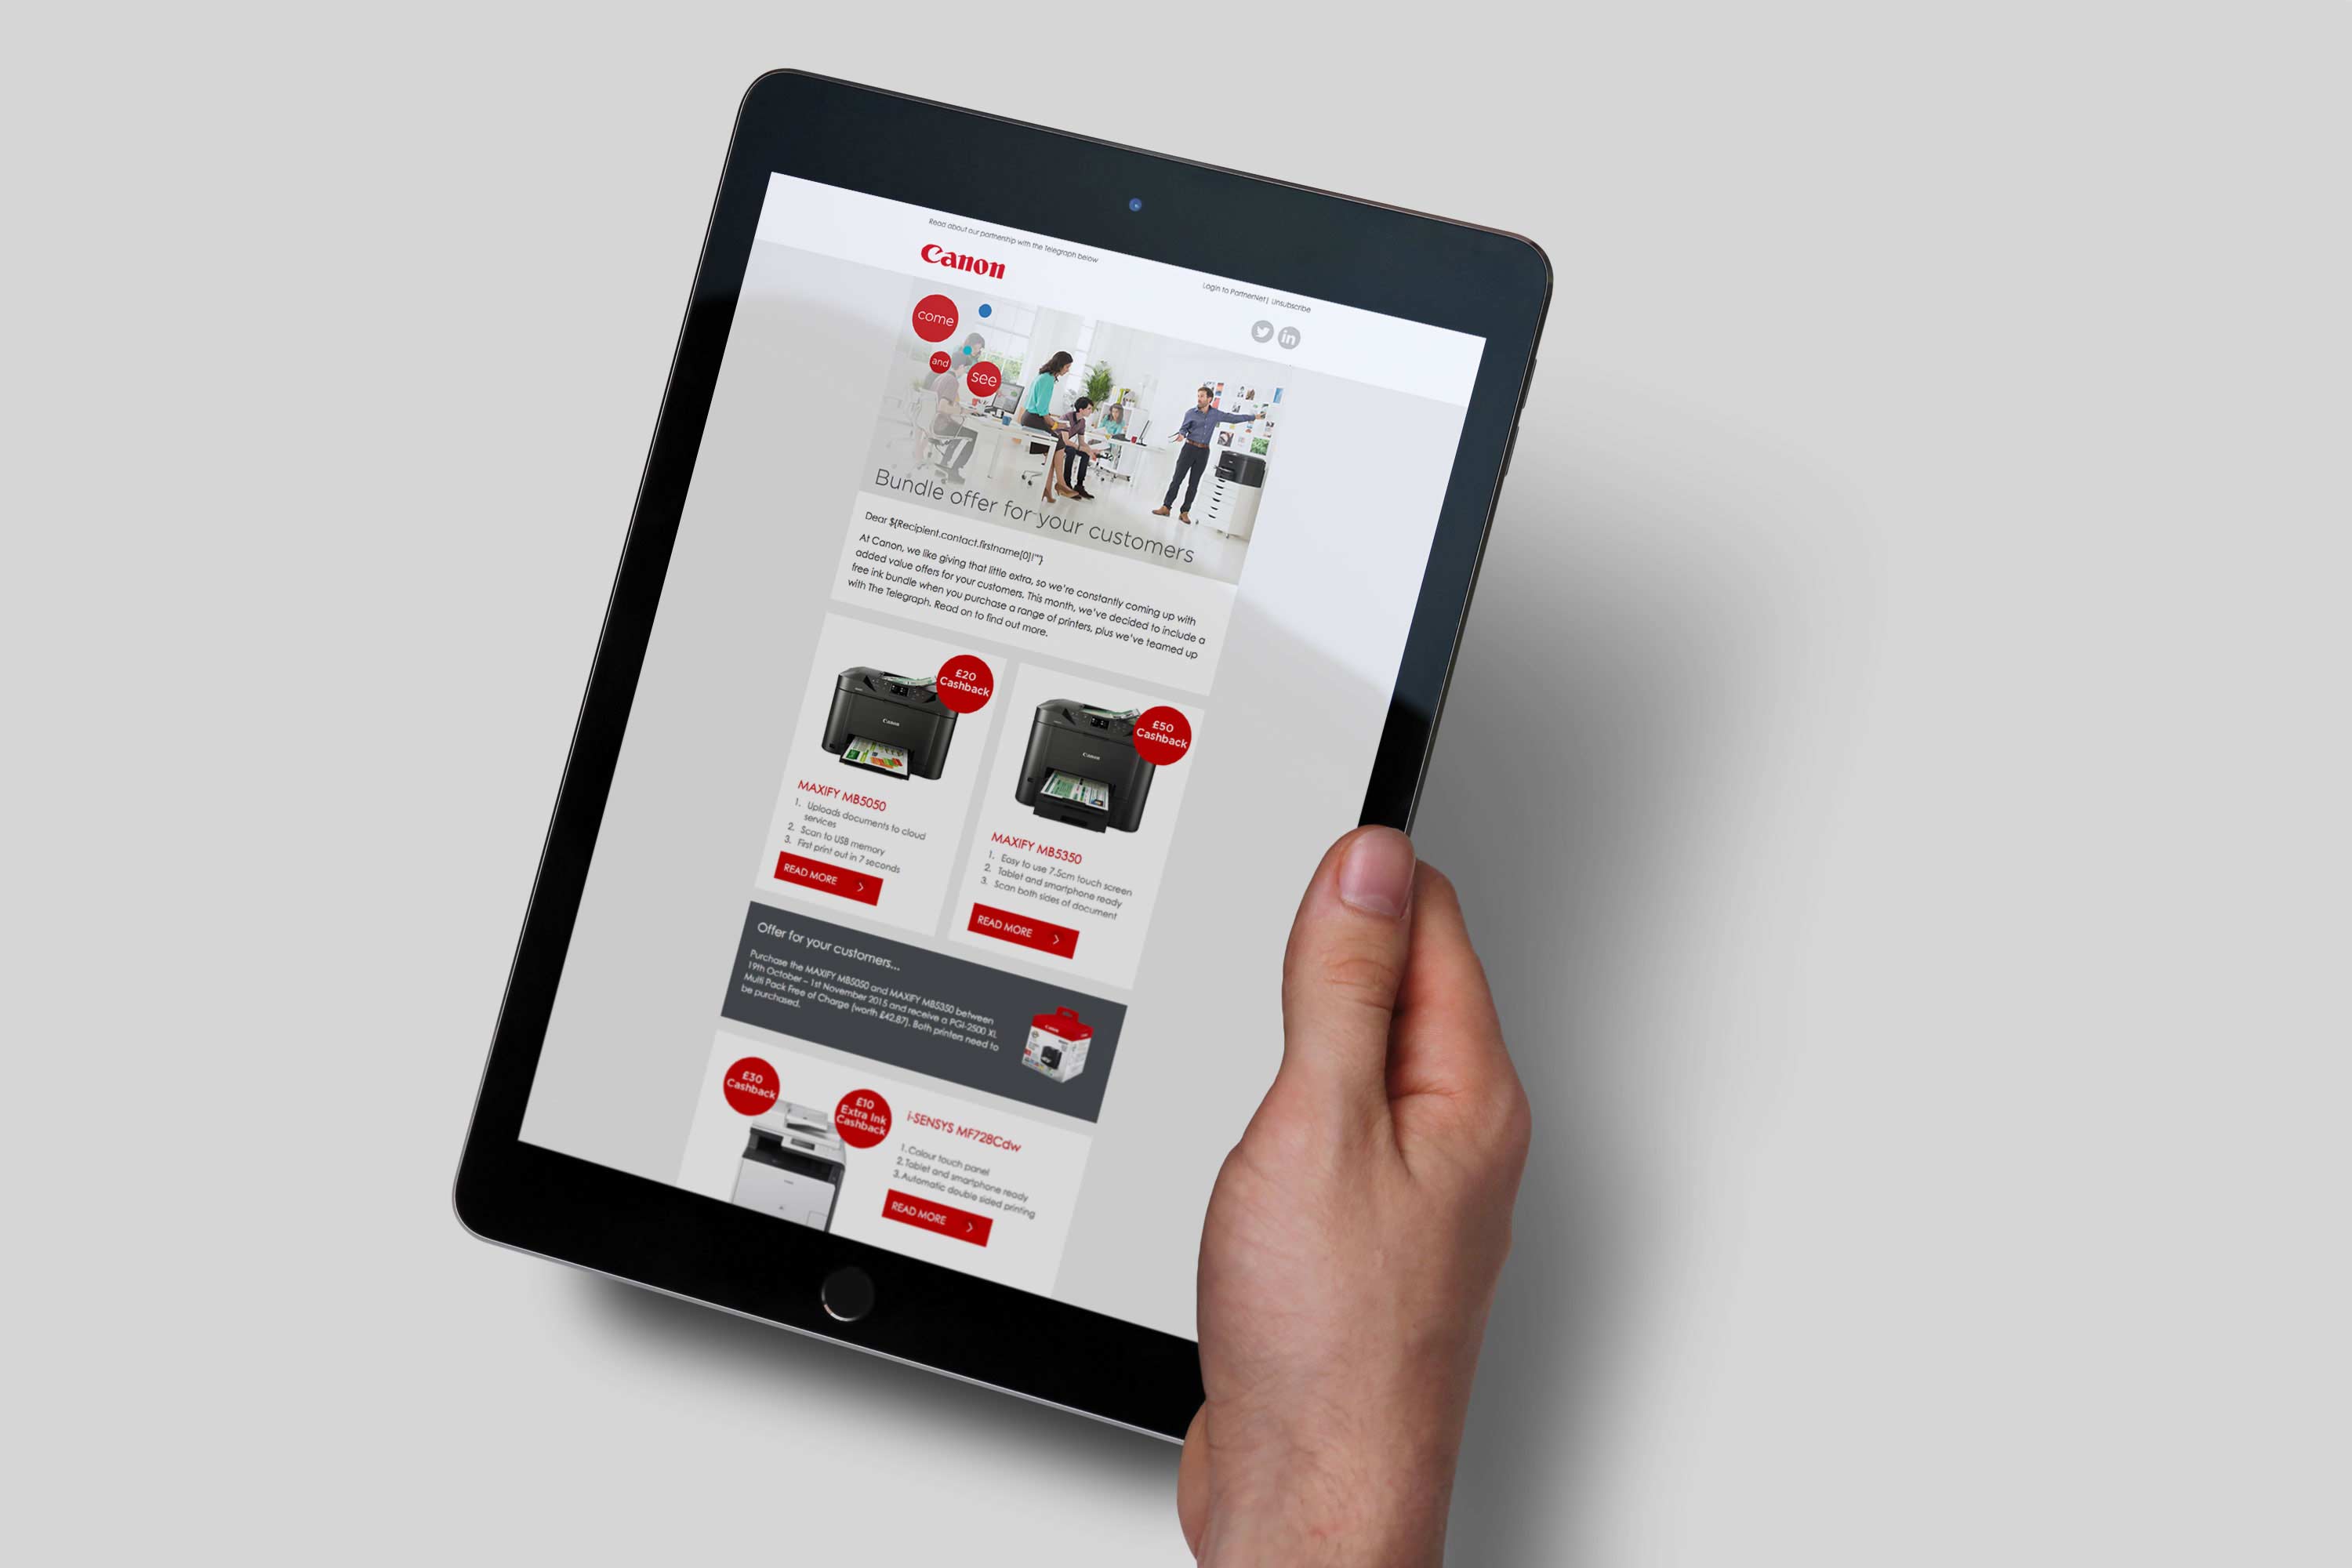 Read about our partnership with the Telegraph below
Canon
Login to PartnerNet | Unsubscribe
in
come
and
see
Bundle offer for your customers
Dear ${Recipient.contact.firstname[0]!""}
At Canon, we like giving that little extra, so we're constantly coming up with
added value offers for your customers. This month, we've decided to include a
free ink bundle when you purchase a range of printers, plus we've teamed up
with The Telegraph. Read on to find out more.
£20
Cashback
Canon
MAXIFY MB5050
1. Uploads documents to cloud
services
2. Scan to USB memory
3. First print out in 7 seconds
READ MORE
£50
Cashback
Canon
MAXIFY MB5350
1. Easy to use 7.5cm touch screen
2. Tablet and smartphone ready
3. Scan both sides of document
READ MORE
Offer for your customers...
Purchase the MAXIFY MB5050 and MAXIFY MB5350 between
19th October – 1st November 2015 and receive a PGI-2500 XL
Multi Pack Free of Charge (worth £42.87). Both printers need to
be purchased.
Canon
£30
Cashback
£10
Extra Ink
Cashback
i-SENSYS MF728Cdw
1.Colour touch panel
2.Tablet and smartphone ready
3.Automatic double sided printing
READ MORE